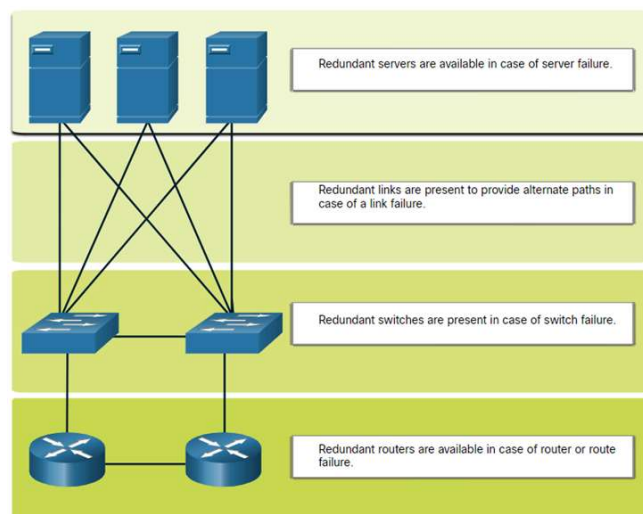 Redundant servers are available in case of server failure.
Redundant links are present to provide alternate paths in
case of a link failure.
Redundant switches are present in case of switch failure.
Redundant routers are available in case of router or route
failure.